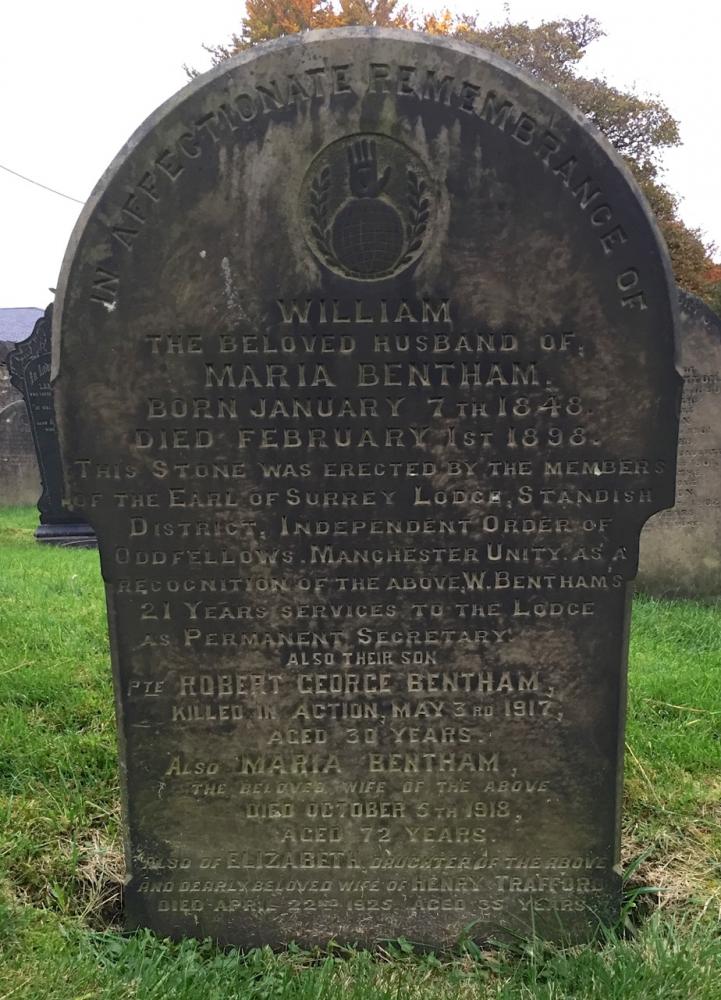 IN AFFECTIONATE REMEMBRANCE OF
WILLIAM
THE BELOVED HUSBAND OF,
MARIA BENTHAM.
BORN JANUARY 7TH 1848.
DIED FEBRUARY 1ST 1898.
THIS STONE WAS ERECTED BY THE MEMBERS
OF THE EARL OF SURREY LODGE, STANDISH
DISTRICT, INDEPENDENT ORDER OF
ODDFELLOWS. MANCHESTER UNITY. AS A
RECOGNITION OF THE ABOVE, W. BENTHAM'S
21 YEARS SERVICES TO THE LODGE
AS PERMANENT SECRETARY.
ALSO THEIR SON
PTE ROBERT GEORGE BENTHAM,
KILLED IN ACTION, MAY 3RD 1917,
AGED 30 YEARS.
ALSO MARIA BENTHAM,
THE BELOVED WIFE OF THE ABOVE
DIED OCTOBER 5TH 1918,
AGED 72 YEARS.
ALSO OF ELIZABETH, DAUGHTER OF THE ABOVE
AND DEARLY BELOVED WIFE OF HENRY TRAFFORD
DIED APRIL 22ND 1925, AGED 35 YEARS.